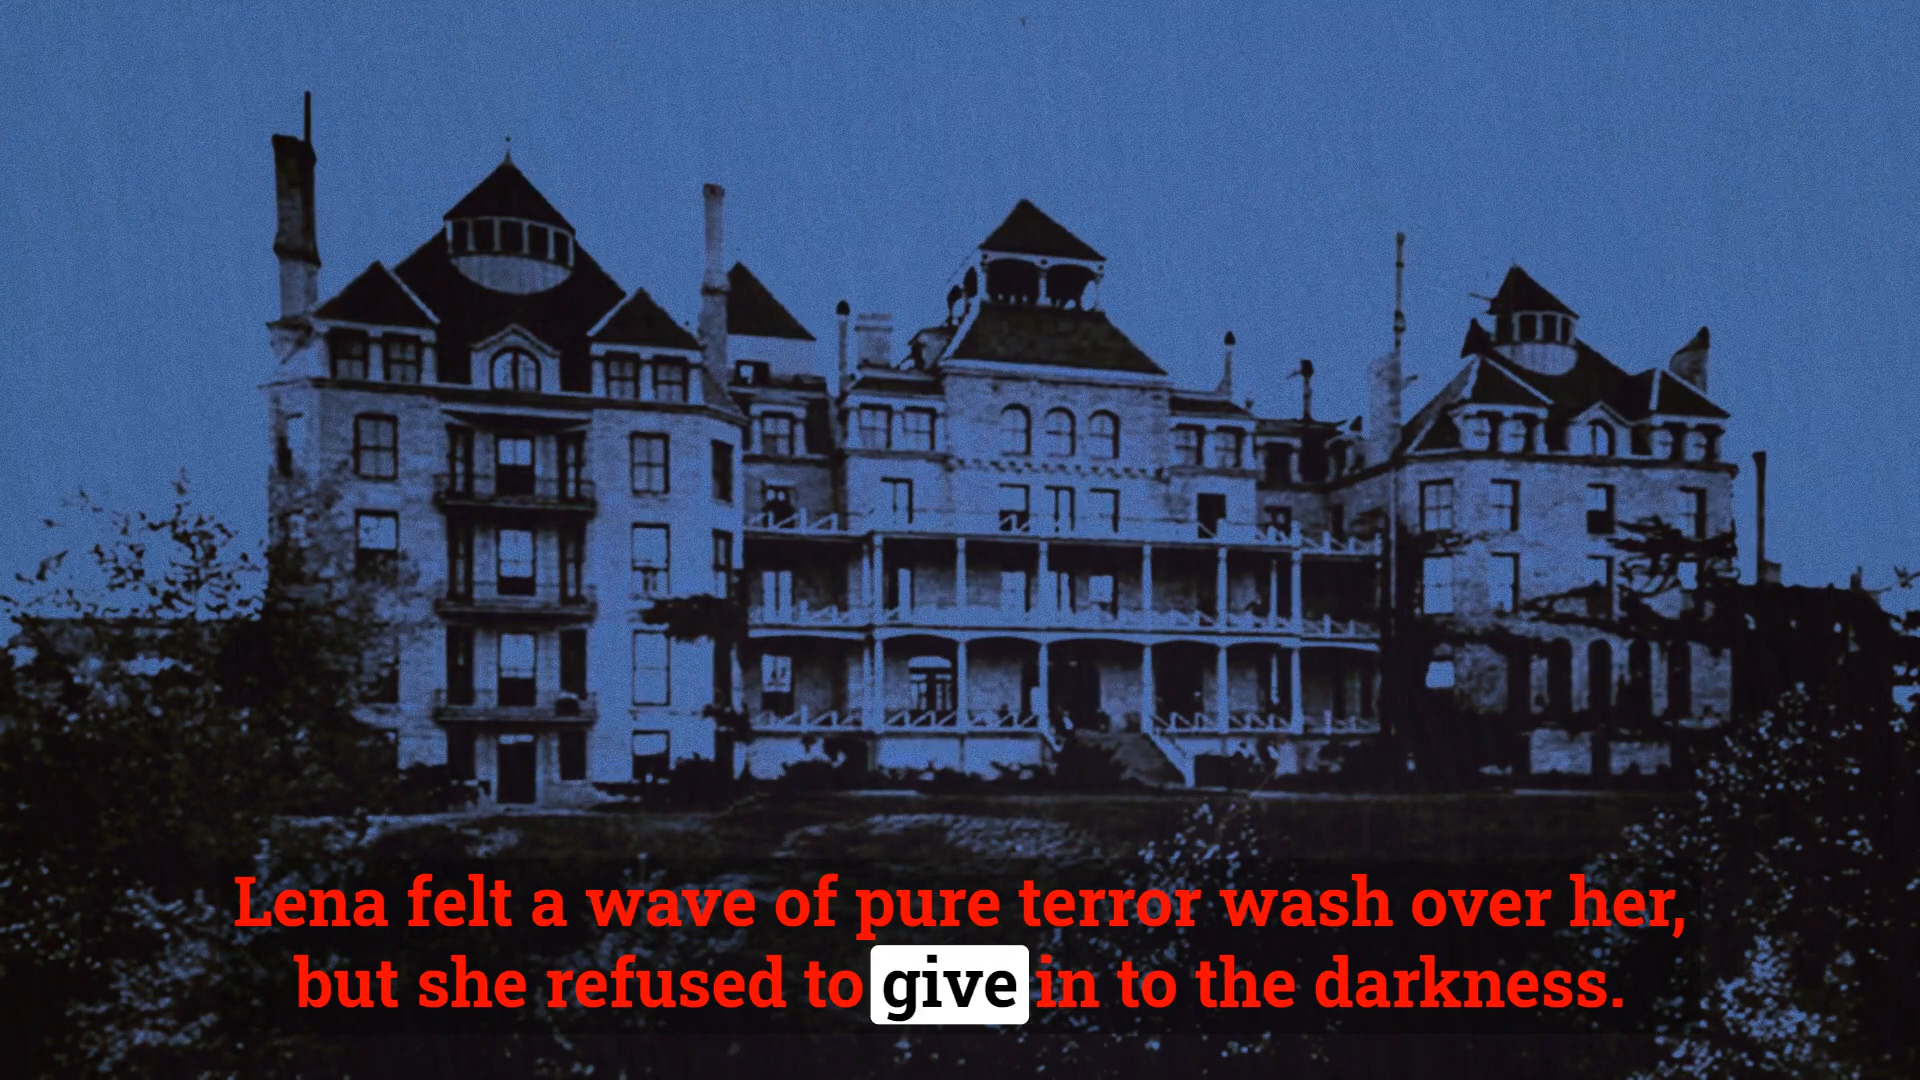 Lena felt a wave of pure terror wash over her,
but she refused to give in to the darkness.